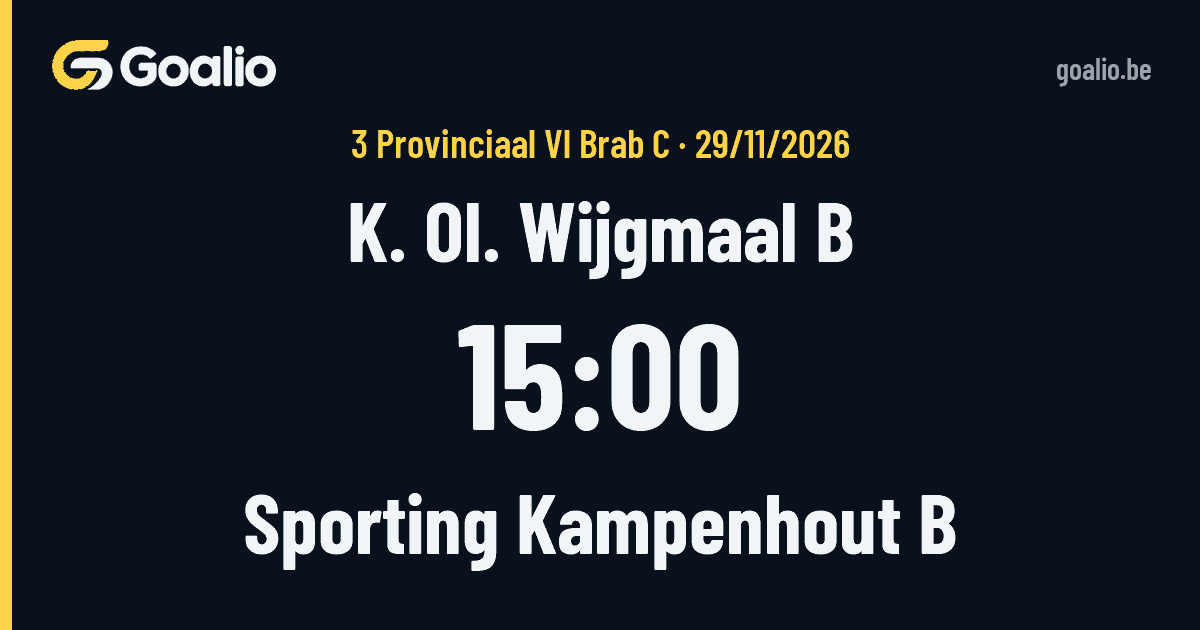 Goalio
goalio.be
3 Provinciaal Vl Brab C · 29/11/2026
K. Ol. Wijgmaal B
15:00
Sporting Kampenhout B